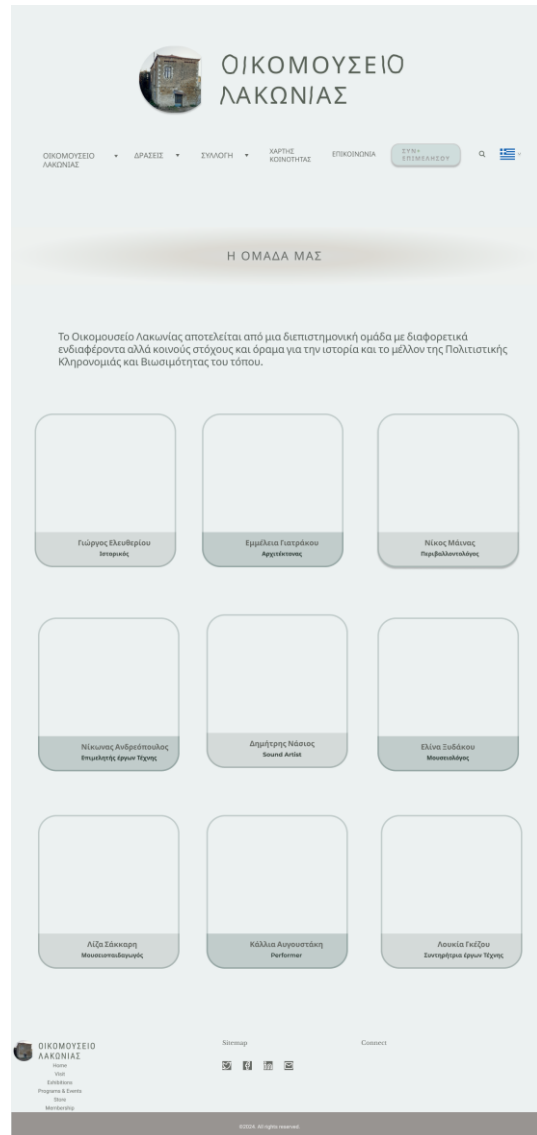 ΟΙΚΟΜΟΥΣΕΙΟ
ΛΑΚΩΝΙΑΣ
ΟΙΚΟΜΟΥΣΕΙΟ
ΛΑΚΩΝΙΑΣ
ΔΡΑΣΕΙΣ
ΣΥΛΛΟΓΗ
ΧΑΡΤΗΣ
ΚΟΙΝΟΤΗΤΑΣ
ΕΠΙΚΟΙΝΩΝΙΑ
ΣΥΝ+
ΕΠΙΜΕΛΗΣΟΥ
Η ΟΜΑΔΑ ΜΑΣ
Το Οικομουσείο Λακωνίας αποτελείται από μια διεπιστημονική ομάδα με διαφορετικά
ενδιαφέροντα αλλά κοινούς στόχους και όραμα για την ιστορία και το μέλλον της Πολιτιστικής
Κληρονομιάς και Βιωσιμότητας του τόπου.
Γιώργος Ελευθερίου
Ιστορικός
Εμμέλεια Γιατράκου
Αρχιτέκτονας
Νίκος Μάινας
Περιβαλλοντολόγος
Νίκωνας Ανδρεόπουλος
Επιμελητής έργων Τέχνης
Δημήτρης Νάσιος
Sound Artist
Ελίνα Ξυδάκου
Μουσειολόγος
Λίζα Σάκκαρη
Μουσειοπαιδαγωγός
Κάλλια Αυγουστάκη
Performer
Λουκία Γκέζου
Συντηρήτρια έργων Τέχνης
ΟΙΚΟΜΟΥΣΕΙΟ
ΛΑΚΩΝΙΑΣ
Home
Visit
Exhibitions
Programs & Events
Store
Membership
Sitemap
Connect
©2024 All rights reserved.